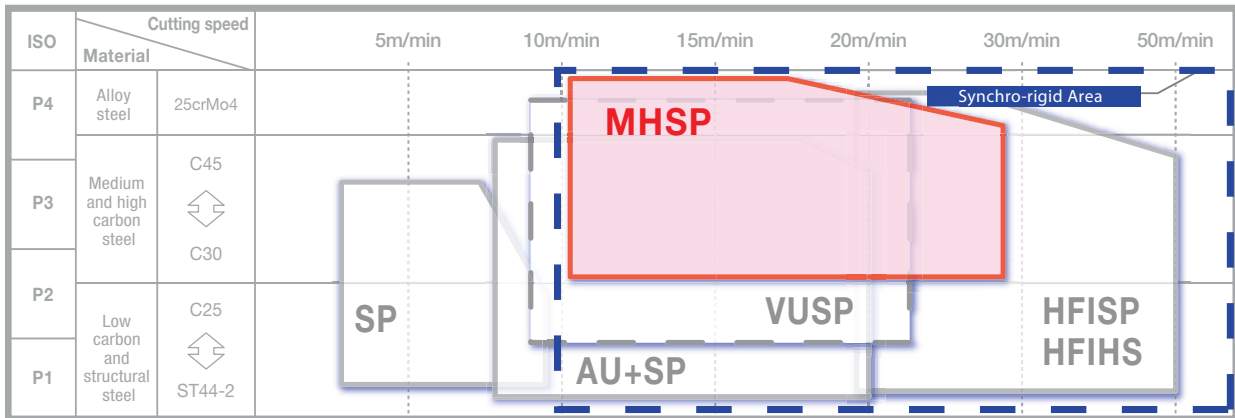 ISO
Cutting speed
Material
5m/min
10m/min
15m/min
20m/min
30m/min
50m/min
P4
Alloy
steel
25crMo4
MHSP
Synchro-rigid Area
P3
Medium
and high
carbon
steel
C45
C30
P2
P1
Low
carbon
and
structural
steel
C25
ST44-2
SP
VUSP
AU+SP
HFISP
HFIHS